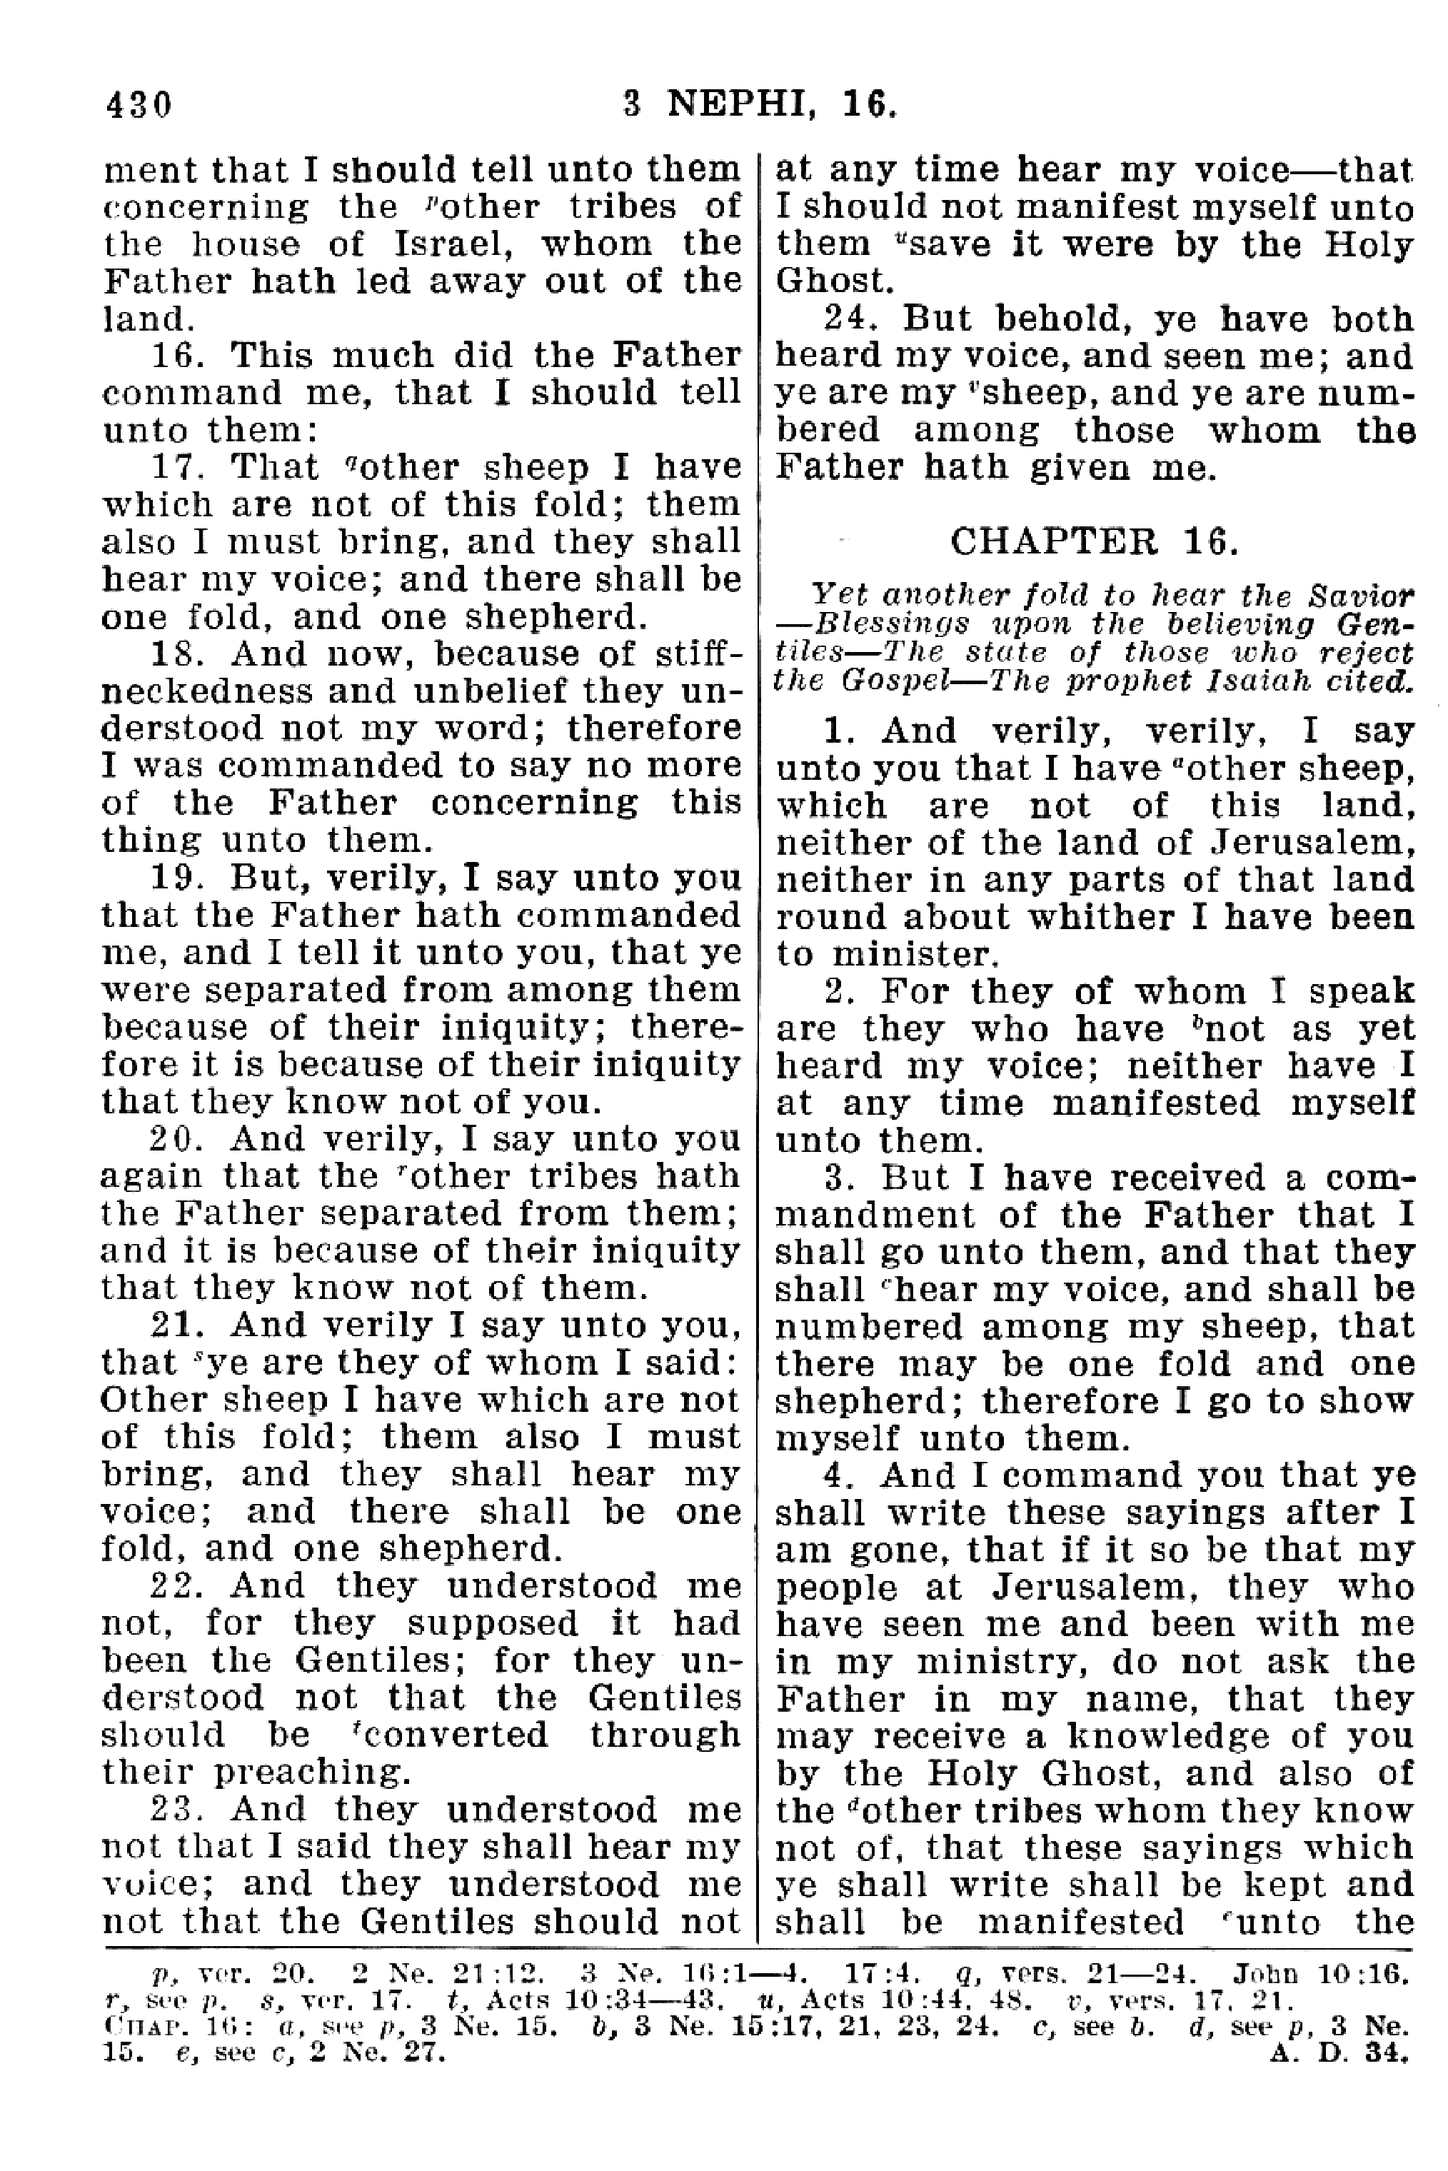 430
3 NEPHI, 16.
ment that I should tell unto them
concerning the pother tribes of
the house of Israel, whom the
Father hath led away out of the
land.
16. This much did the Father
command me, that I should tell
unto them:
17. That qother sheep I have
which are not of this fold; them
also I must bring, and they shall
hear my voice; and there shall be
one fold, and one shepherd.
18. And now, because of stiff-
neckedness and unbelief they un-
derstood not my word; therefore
I was commanded to say no more
of the Father concerning this
thing unto them.
19. But, verily, I say unto you
that the Father hath commanded
me, and I tell it unto you, that ye
were separated from among them
because of their iniquity; there-
fore it is because of their iniquity
that they know not of you.
20. And verily, I say unto you
again that the rother tribes hath
the Father separated from them;
and it is because of their iniquity
that they know not of them.
21. And verily I say unto you,
that sye are they of whom I said:
Other sheep I have which are not
of this fold; them also I must
bring, and they shall hear my
voice; and there shall be one
fold, and one shepherd.
22. And they understood me
not, for they supposed it had
been the Gentiles; for they un-
derstood not that the Gentiles
should be tconverted through
their preaching.
23. And they understood me
not that I said they shall hear my
voice; and they understood me
not that the Gentiles should not
at any time hear my voice—that
I should not manifest myself unto
them usave it were by the Holy
Ghost.
24. But behold, ye have both
heard my voice, and seen me; and
ye are my vsheep, and ye are num-
bered among those whom the
Father hath given me.
CHAPTER 16.
Yet another fold to hear the Savior
—Blessings upon the believing Gen-
tiles—The state of those who reject
the Gospel—The prophet Isaiah cited.
1. And verily, verily, I say
unto you that I have aother sheep,
which are not of this land,
neither of the land of Jerusalem,
neither in any parts of that land
round about whither I have been
to minister.
2. For they of whom I speak
are they who have bnot as yet
heard my voice; neither have I
at any time manifested myself
unto them.
3. But I have received a com-
mandment of the Father that I
shall go unto them, and that they
shall chear my voice, and shall be
numbered among my sheep, that
there may be one fold and one
shepherd; therefore I go to show
myself unto them.
4. And I command you that ye
shall write these sayings after I
am gone, that if it so be that my
people at Jerusalem, they who
have seen me and been with me
in my ministry, do not ask the
Father in my name, that they
may receive a knowledge of you
by the Holy Ghost, and also of
the dother tribes whom they know
not of, that these sayings which
ye shall write shall be kept and
shall be manifested eunto the
p, ver. 20. 2 Ne. 21:12. 3 Ne. 16:1—4. 17:4. q, vers. 21—24. John 10:16.
r, see p. s, ver. 17. t, Acts 10:34—43. u, Acts 10:44, 48. v, vers. 17, 21.
CHAP. 16: a, see p, 3 Ne. 15. b, 3 Ne. 15:17, 21, 23, 24. c, see b. d, see p, 3 Ne.
15. e, see c, 2 Ne. 27.
A. D. 34.